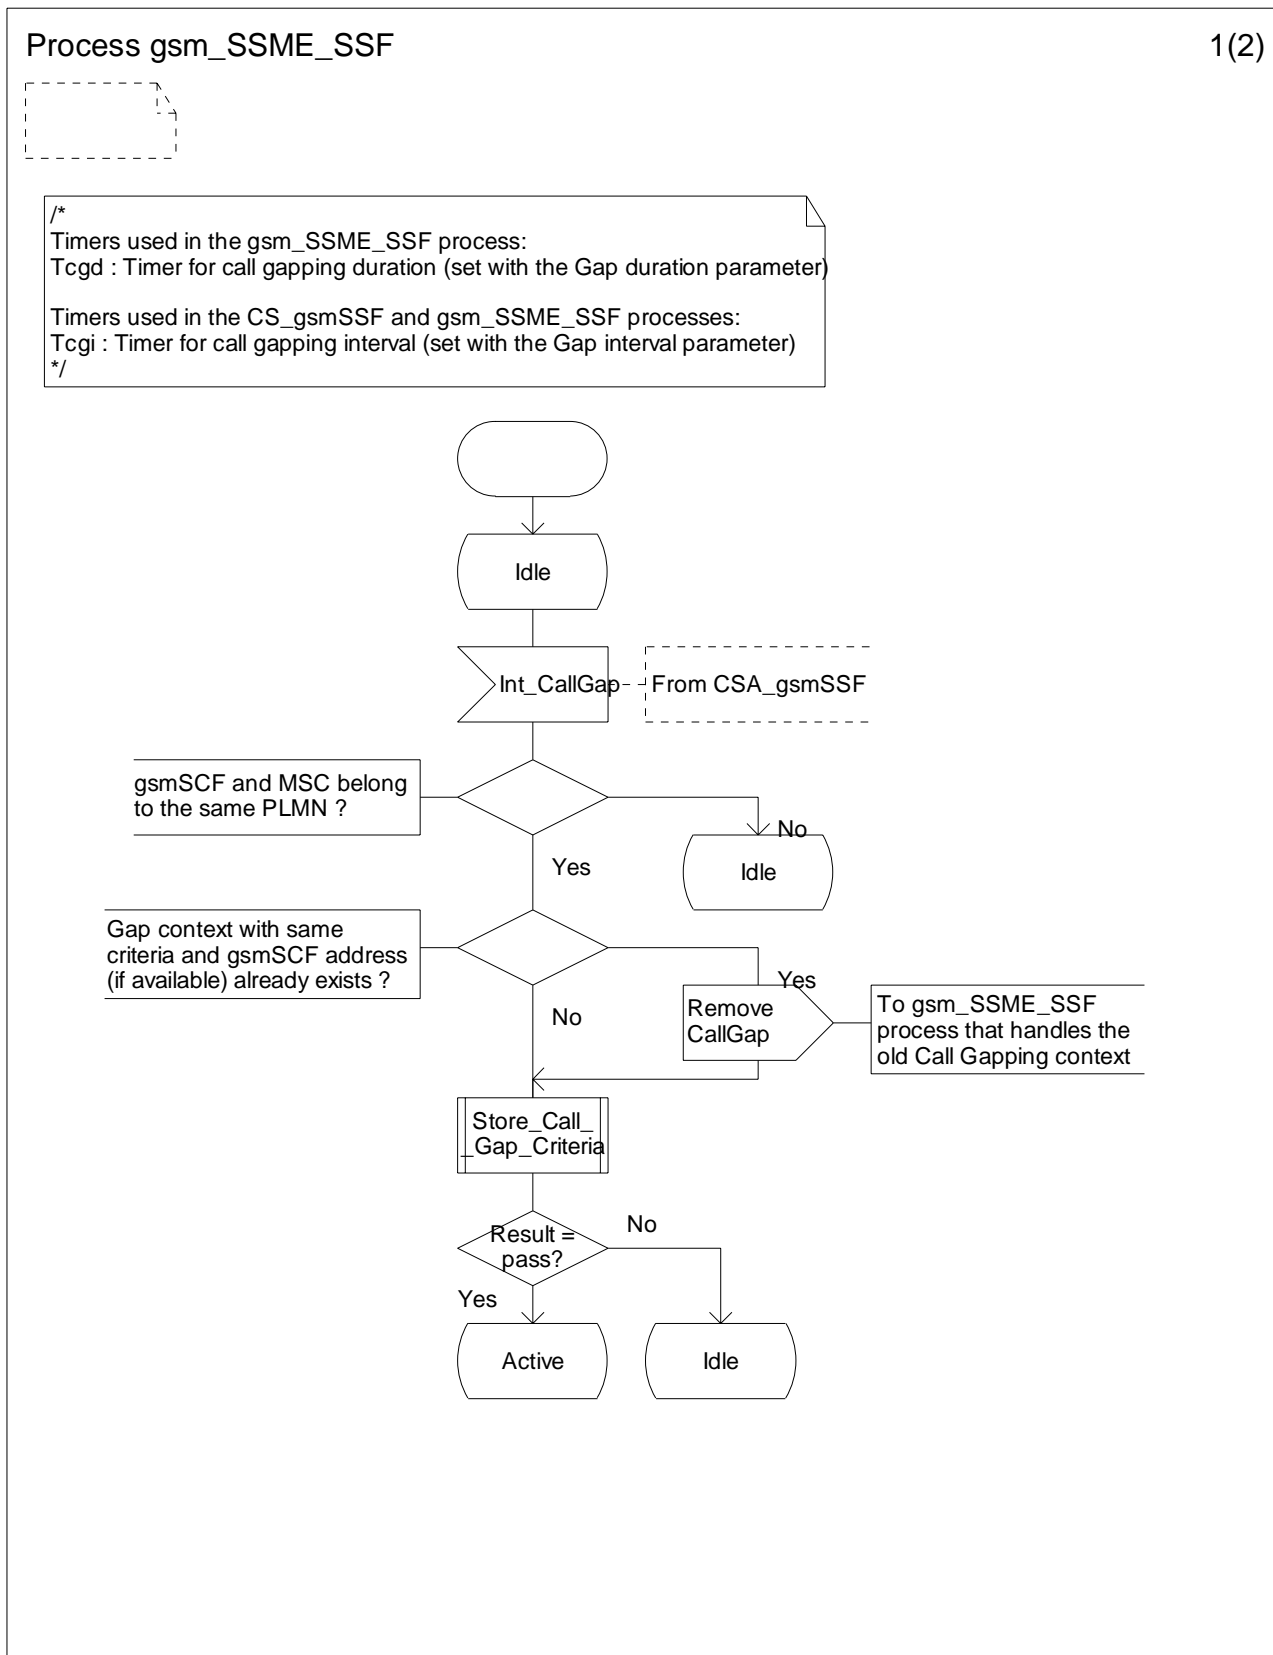 Process gsm_SSME_SSF
1(2)
/*
Timers used in the gsm_SSME_SSF process:
Tcgd : Timer for call gapping duration (set with the Gap duration parameter)
Timers used in the CS_gsmSSF and gsm_SSME_SSF processes:
Tcgi : Timer for call gapping interval (set with the Gap interval parameter)
*/
Idle
Int_CallGap
From CSA_gsmSSF
gsmSCF and MSC belong
to the same PLMN ?
No
Idle
Yes
Gap context with same
criteria and gsmSCF address
(if available) already exists ?
Yes
No
Remove
CallGap
To gsm_SSME_SSF
process that handles the
old Call Gapping context
Store_Call_
_Gap_Criteria
Result =
pass?
No
Yes
Active
Idle